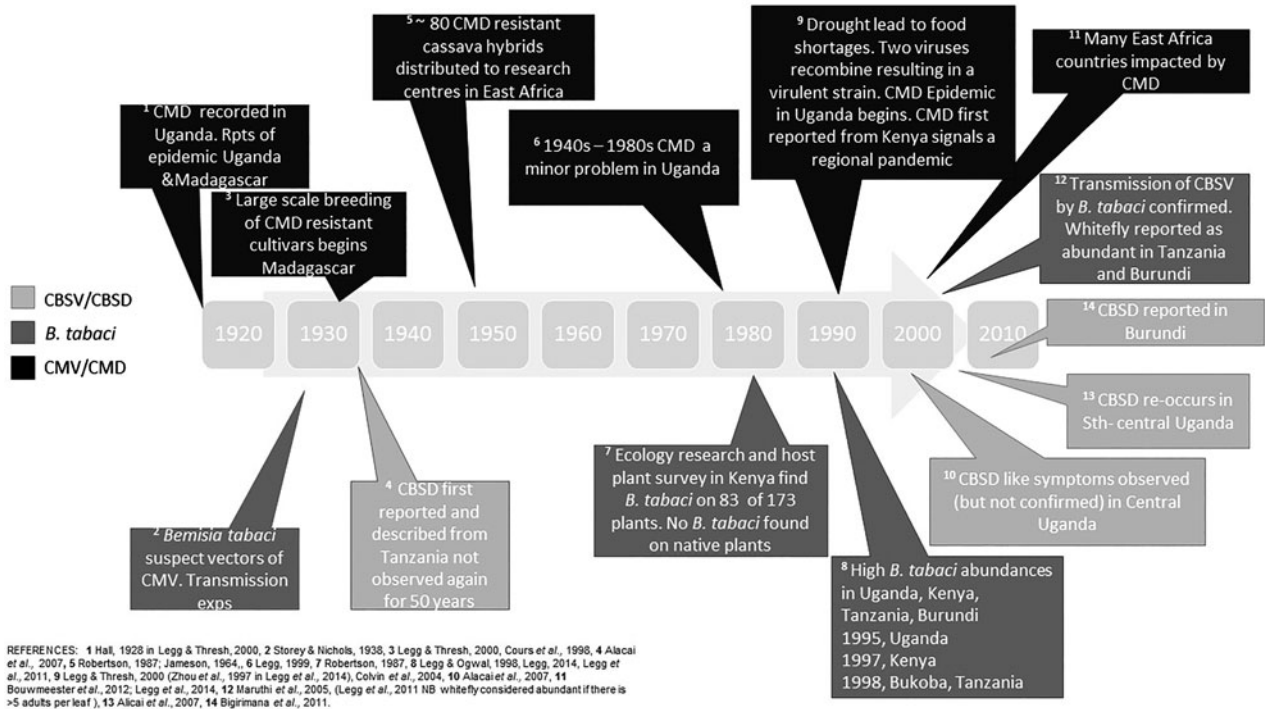 1 CMD recorded in
Uganda. Rpts of
epidemic Uganda
&Madagascar
3 Large scale breeding
of CMD resistant
cultivars begins
Madagascar
5 ~ 80 CMD resistant
cassava hybrids
distributed to research
centres in East Africa
6 1940s – 1980s CMD a
minor problem in Uganda
9 Drought lead to food
shortages. Two viruses
recombine resulting in a
virulent strain. CMD Epidemic
in Uganda begins. CMD first
reported from Kenya signals a
regional pandemic
11 Many East Africa
countries impacted by
CMD
12 Transmission of CBSV
by B. tabaci confirmed.
Whitefly reported as
abundant in Tanzania
and Burundi
CBSV/CBSD
B. tabaci
CMV/CMD
1920 1930 1940 1950 1960 1970 1980 1990 2000 2010
14 CBSD reported in
Burundi
13 CBSD re-occurs in
Sth- central Uganda
2 Bemisia tabaci
suspect vectors of
CMV. Transmission
exps
4 CBSD first
reported and
described from
Tanzania not
observed again
for 50 years
7 Ecology research and host
plant survey in Kenya find
B. tabaci on 83 of 173
plants. No B. tabaci found
on native plants
8 High B. tabaci abundances
in Uganda, Kenya,
Tanzania, Burundi
1995, Uganda
1997, Kenya
1998, Bukoba, Tanzania
10 CBSD like symptoms observed
(but not confirmed) in Central
Uganda
REFERENCES: 1 Hall, 1928 in Legg & Thresh, 2000, 2 Storey & Nichols, 1938, 3 Legg & Thresh, 2000, Cours et al., 1998, 4 Alacai
et al., 2007, 5 Robertson, 1987; Jameson, 1964,, 6 Legg, 1999, 7 Robertson, 1987, 8 Legg & Ogwal, 1998, Legg, 2014, Legg et
al., 2011, 9 Legg & Thresh, 2000 (Zhou et al., 1997 in Legg et al., 2014), Colvin et al., 2004, 10 Alacai et al., 2007, 11
Bouwmeester et al., 2012; Legg et al., 2014, 12 Maruthi et al., 2005, (Legg et al., 2011 NB whitefly considered abundant if there is
>5 adults per leaf ), 13 Alicai et al., 2007, 14 Bigirimana et al., 2011.